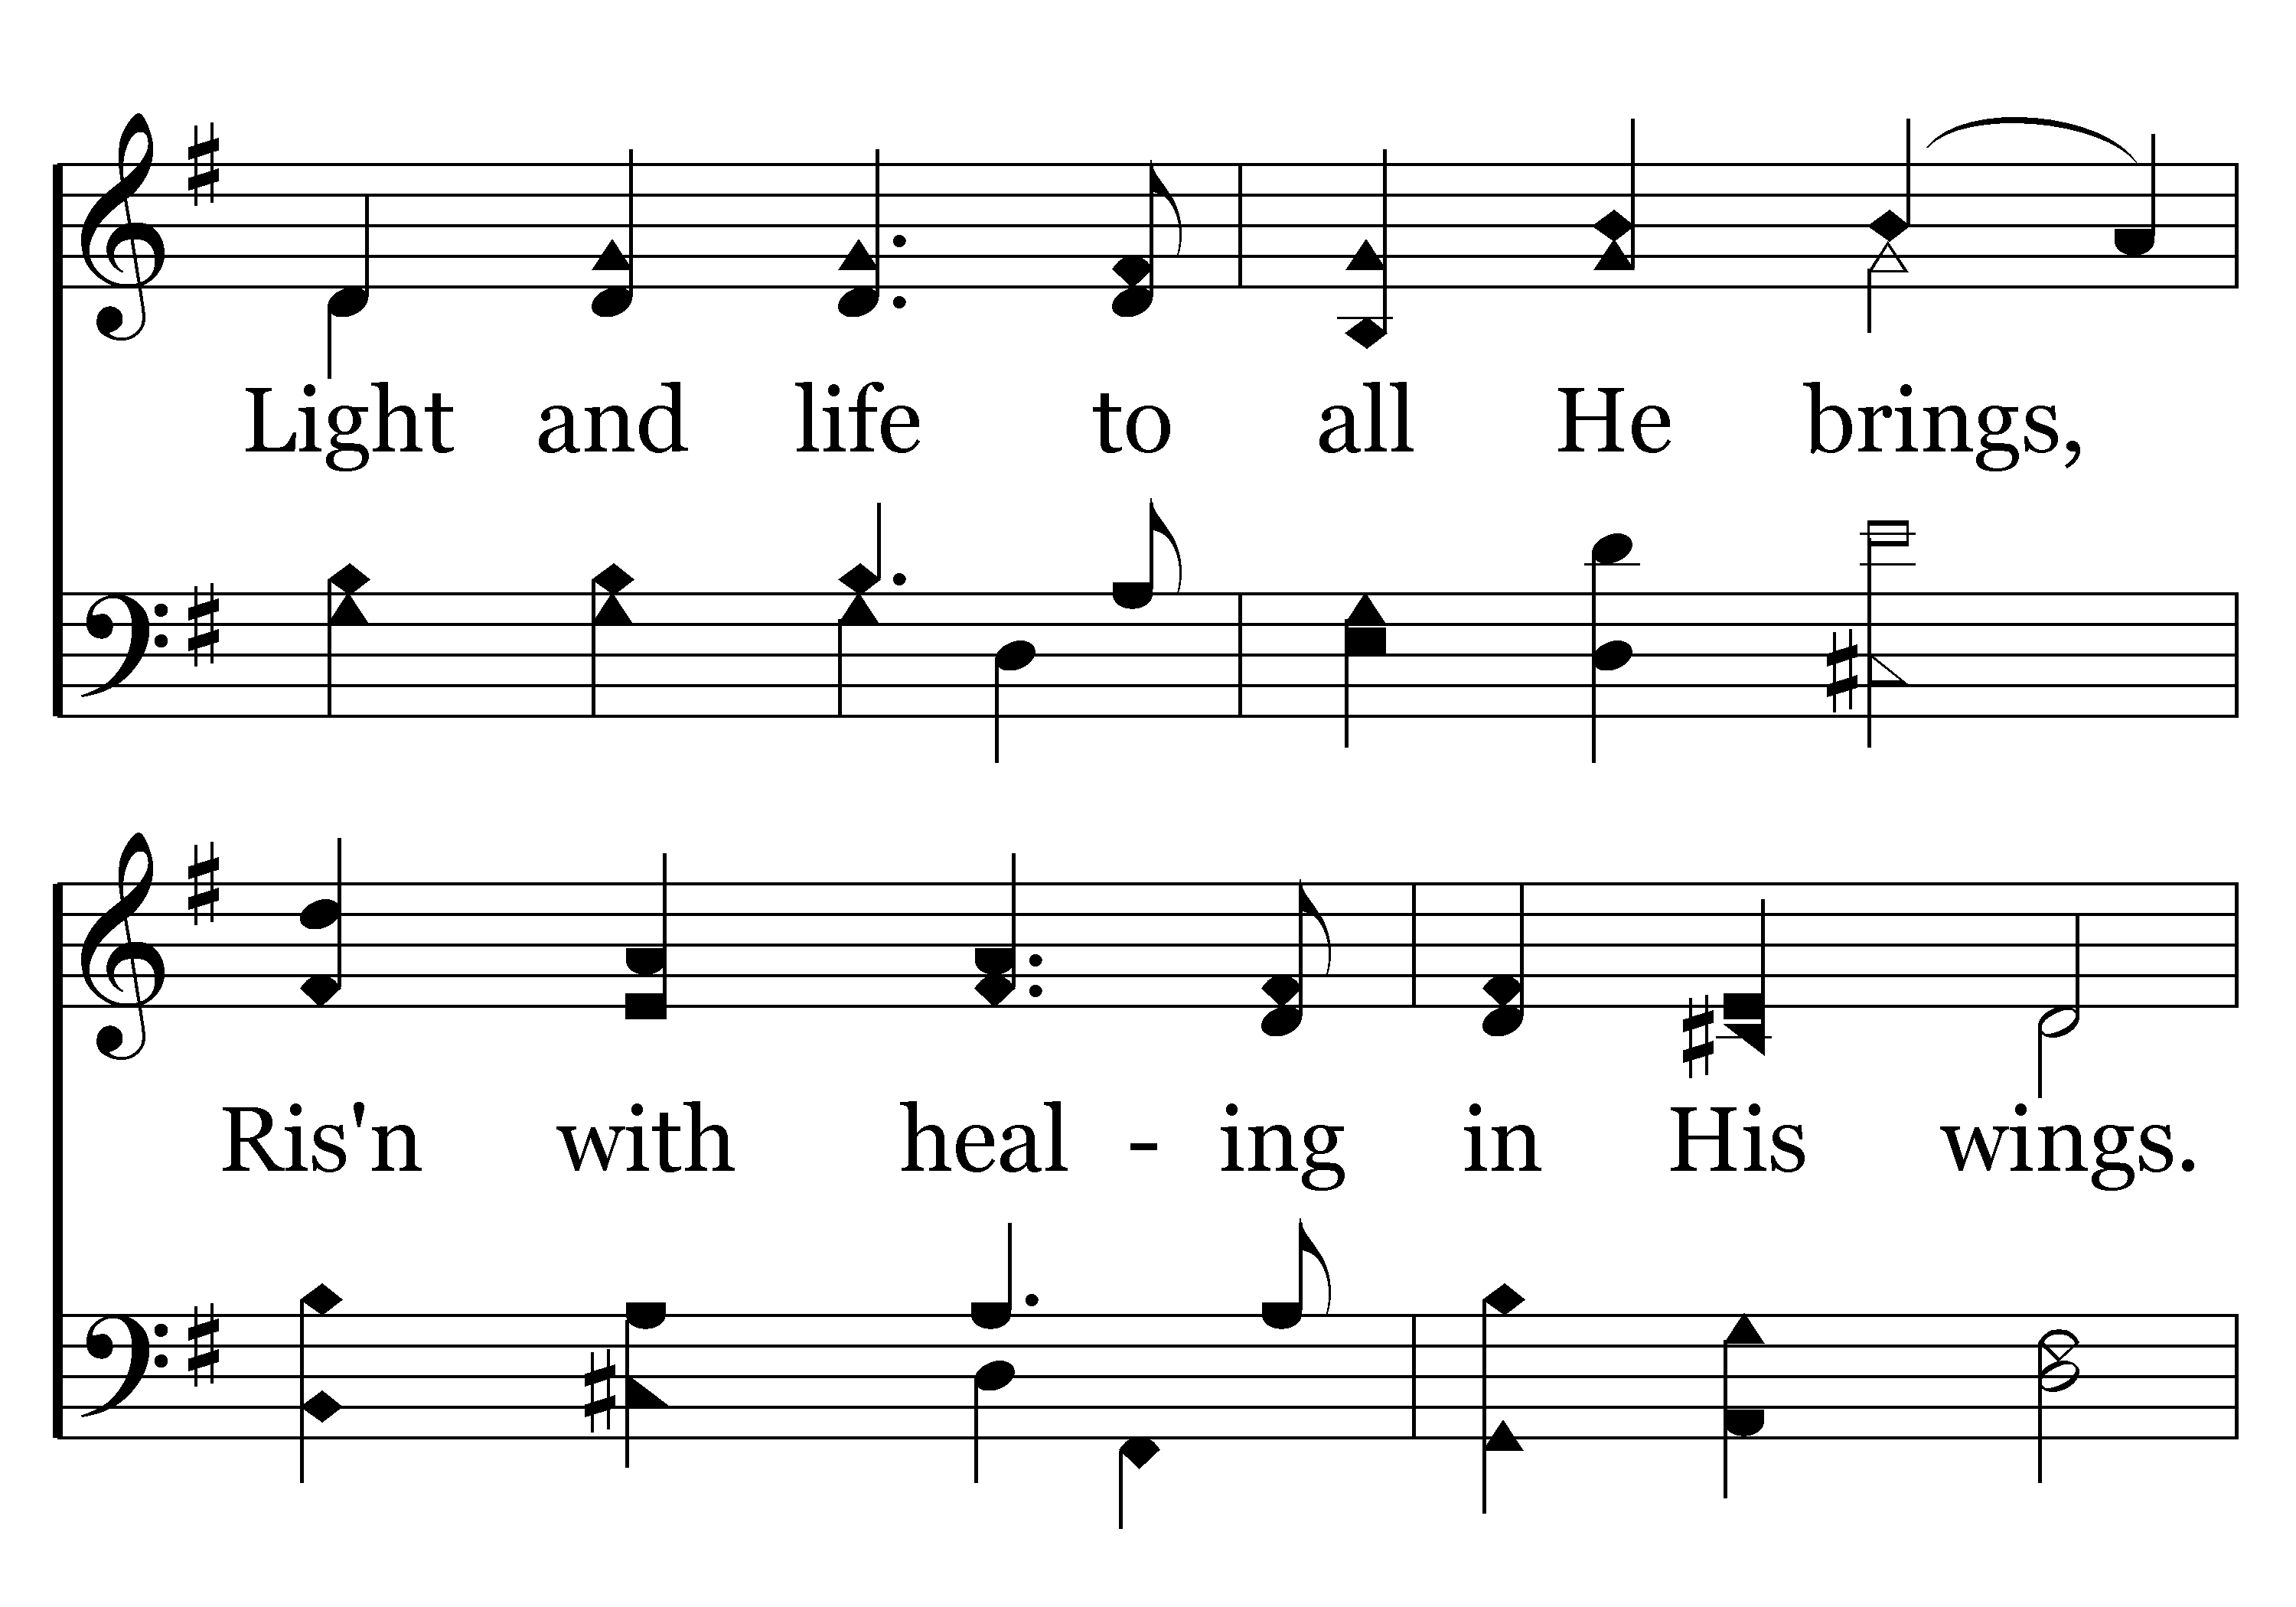 Light and life to all He brings,
Ris'n with heal - ing in His wings.